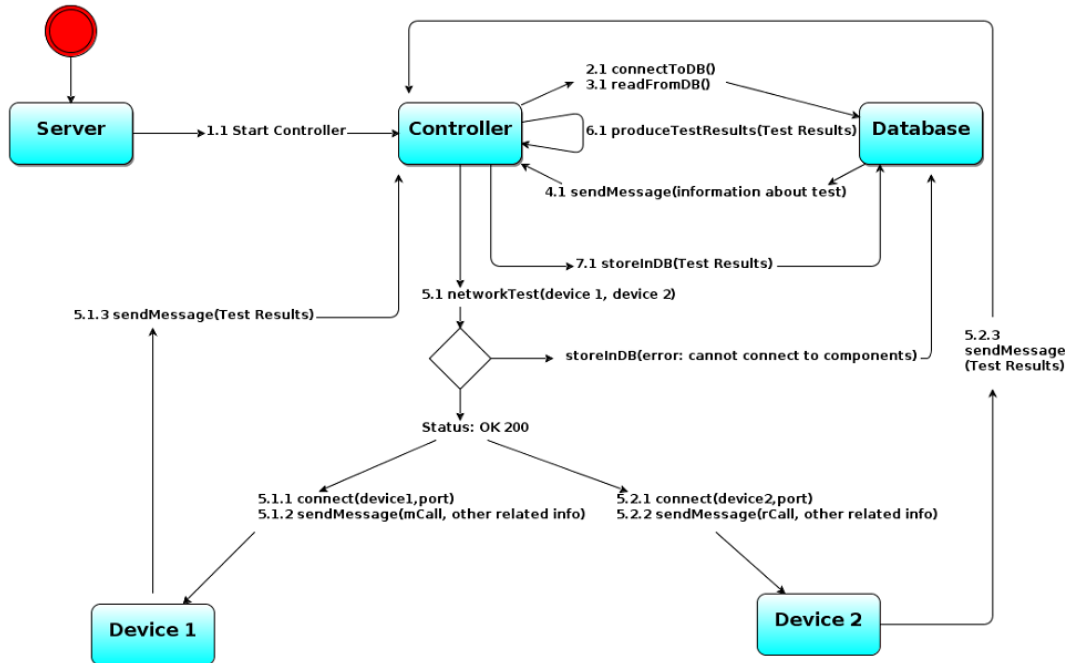 2.1 connectToDB()
3.1 readFromDB()
Server
1.1 Start Controller
Controller
6.1 produceTestResults(Test Results)
Database
4.1 sendMessage(information about test)
7.1 storeInDB(Test Results)
5.1 networkTest(device 1, device 2)
5.1.3 sendMessage(Test Results)
storeInDB(error: cannot connect to components)
5.2.3
sendMessage
(Test Results)
Status: OK 200
5.1.1 connect(device1,port)
5.1.2 sendMessage(mCall, other related info)
5.2.1 connect(device2,port)
5.2.2 sendMessage(rCall, other related info)
Device 1
Device 2